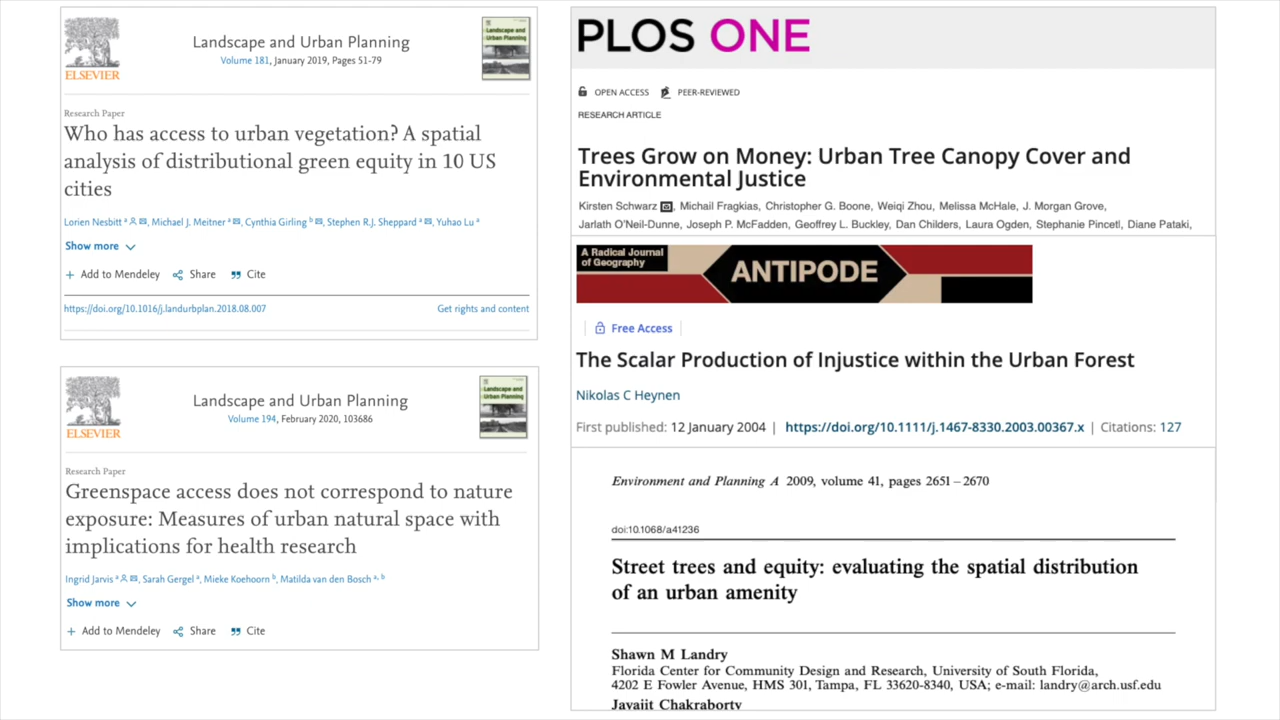 ELSEVIER
Landscape and Urban Planning
Volume 181, January 2019, Pages 51-79
Landscape and
Urban Planning
Research Paper
Who has access to urban vegetation? A spatial
analysis of distributional green equity in 10 US
cities
Lorien Nesbitt a, Michael J. Meitner a, Cynthia Girling b, Stephen R.J. Sheppard a, Yuhao Lu a
Show more
+ Add to Mendeley Share Cite
https://doi.org/10.1016/j.landurbplan.2018.08.007 Get rights and content
ELSEVIER
Landscape and Urban Planning
Volume 194, February 2020, 103686
Landscape and
Urban Planning
Research Paper
Greenspace access does not correspond to nature
exposure: Measures of urban natural space with
implications for health research
Ingrid Jarvis a, Sarah Gergel a, Mieke Koehoorn b, Matilda van den Bosch a, b
Show more
+ Add to Mendeley Share Cite
PLOS ONE
OPEN ACCESS PEER-REVIEWED
RESEARCH ARTICLE
Trees Grow on Money: Urban Tree Canopy Cover and
Environmental Justice
Kirsten Schwarz, Michail Fragkias, Christopher G. Boone, Weiqi Zhou, Melissa McHale, J. Morgan Grove,
Jarlath O'Neil-Dunne, Joseph P. McFadden, Geoffrey L. Buckley, Dan Childers, Laura Ogden, Stephanie Pincetl, Diane Pataki,
A Radical Journal
of Geography
ANTIPODE
Free Access
The Scalar Production of Injustice within the Urban Forest
Nikolas C Heynen
First published: 12 January 2004 | https://doi.org/10.1111/j.1467-8330.2003.00367.x | Citations: 127
Environment and Planning A 2009, volume 41, pages 2651 – 2670
doi:10.1068/a41236
Street trees and equity: evaluating the spatial distribution
of an urban amenity
Shawn M Landry
Florida Center for Community Design and Research, University of South Florida,
4202 E Fowler Avenue, HMS 301, Tampa, FL 33620-8340, USA; e-mail: landry@arch.usf.edu
Jayajit Chakraborty